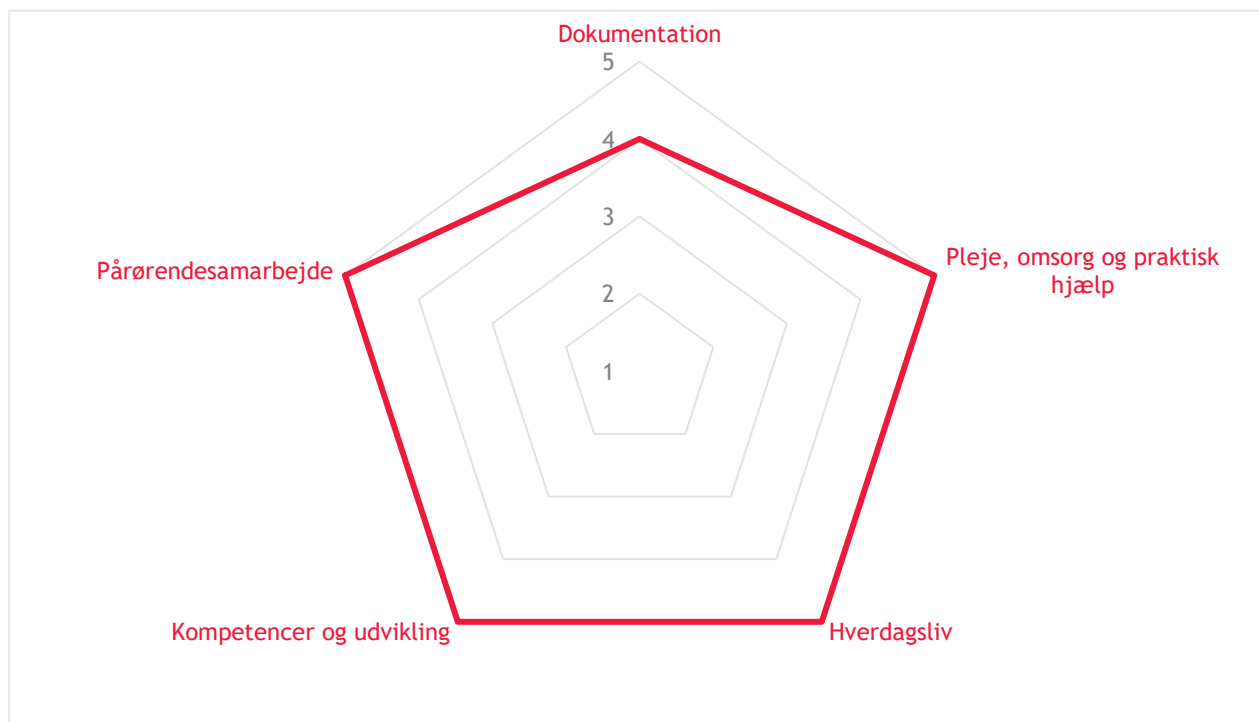 Dokumentation
5
4
3
2
1
Pleje, omsorg og praktisk
hjælp
Pårørendesamarbejde
Kompetencer og udvikling
Hverdagsliv